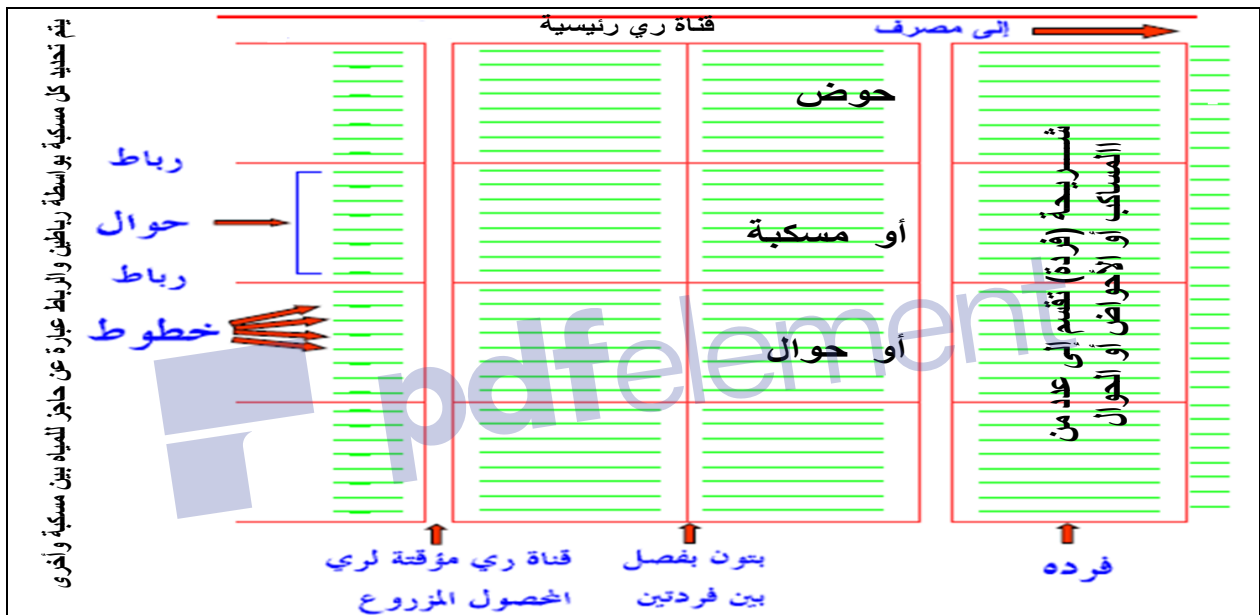 قناة ري رئيسية
إلى مصرف
حوض
أو مسكبة
أو حوال
شريحة (فردة) تقسم إلى عدد من
المساكب أو الأحواض أو الحوال
رباط
حوال
رباط
خطوط
يتم تحديد كل مسكبة بواسطة رباطين والرباط عبارة عن حاجز للمياه بين مسكبة وأخرى
فرده
بتون بفصل
بين فردتين
قناة ري مؤقتة لري
المحصول المزروع
pdfelement